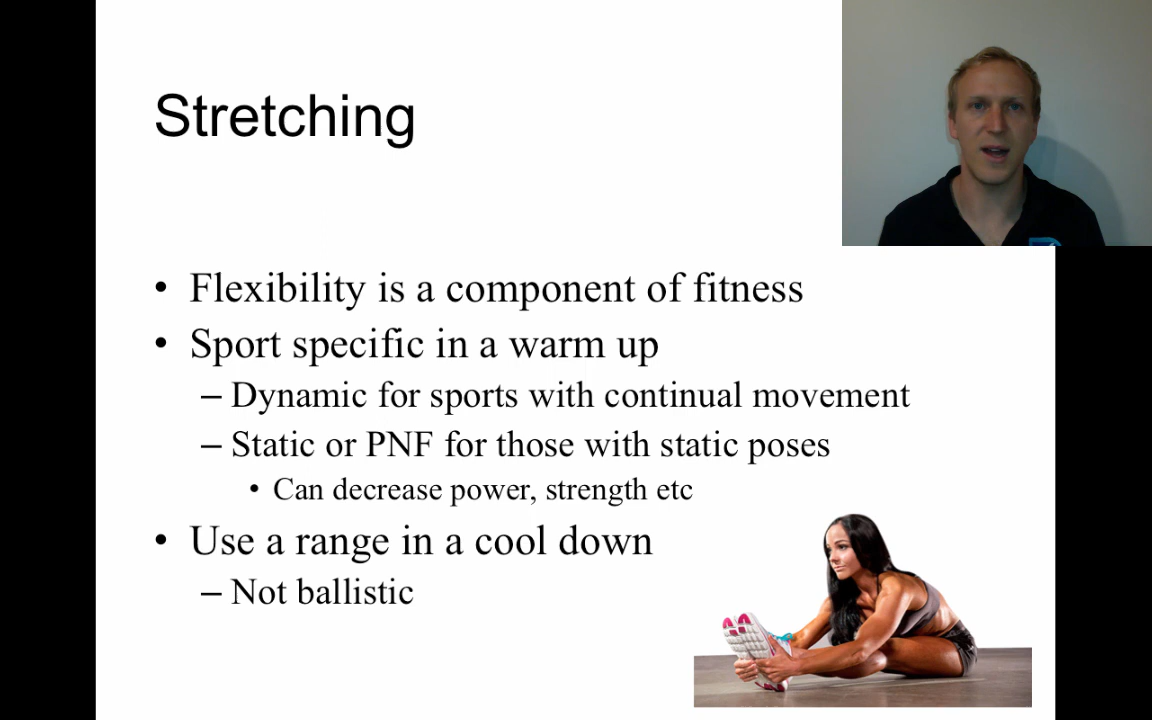 Stretching
• Flexibility is a component of fitness
• Sport specific in a warm up
– Dynamic for sports with continual movement
– Static or PNF for those with static poses
• Can decrease power, strength etc
• Use a range in a cool down
– Not ballistic